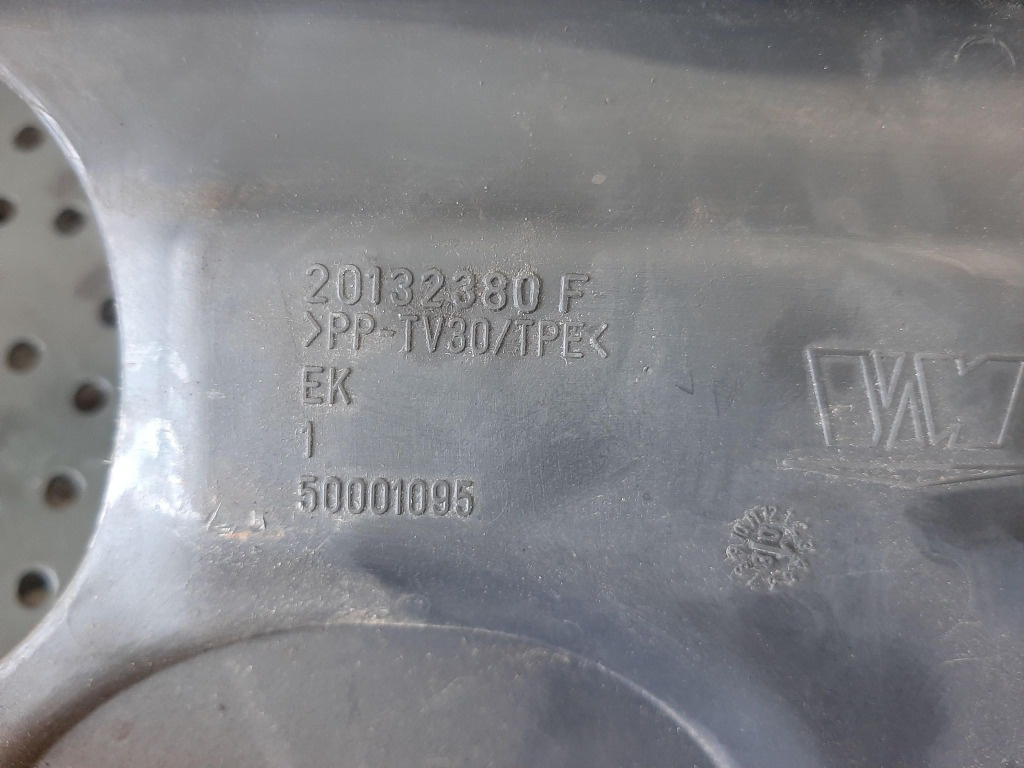 20132380 F
>PP-TV30/TPE<
EK
1
50001095